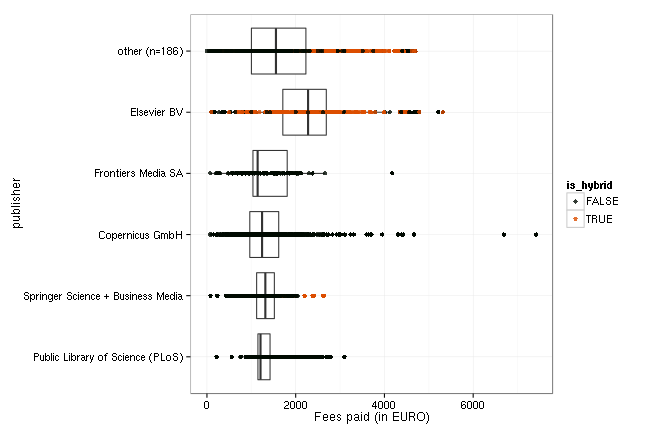 other (n=186)
Elsevier BV
Frontiers Media SA
Copernicus GmbH
Springer Science + Business Media
Public Library of Science (PLoS)
publisher
0 2000 4000 6000
Fees paid (in EURO)
is_hybrid
FALSE
TRUE